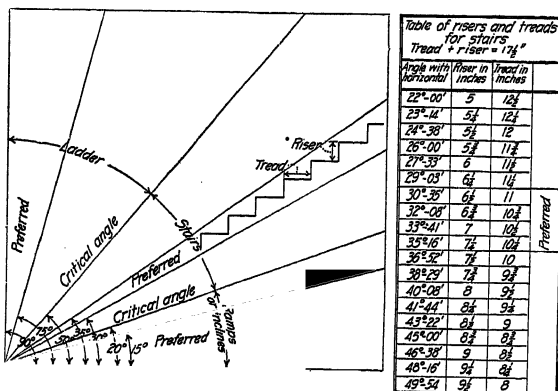 Ladder
Riser
Tread
Preferred
Critical angle
Stairs
Preferred
Critical angle
Ramps
or inclines
Preferred
90°
75°
50°
35°
20°
15°
Table of risers and treads
for stairs
Tread + riser = 17½"
Angle with horizontal Riser in inches Tread in inches
22°-00' 5 12½
23°-14' 5¼ 12¼
24°-38' 5½ 12
26°-00' 5¾ 11¾
27°-33' 6 11½
29°-03' 6¼ 11¼
30°-35' 6½ 11
32°-08' 6¾ 10¾
33°-41' 7 10½
35°-16' 7¼ 10¼
36°-52' 7½ 10
38°-29' 7¾ 9¾
40°-08' 8 9½
41°-44' 8¼ 9¼
43°-22' 8½ 9
45°-00' 8¾ 8¾
46°-38' 9 8½
48°-16' 9¼ 8¼
49°-54 9½ 8
Preferred